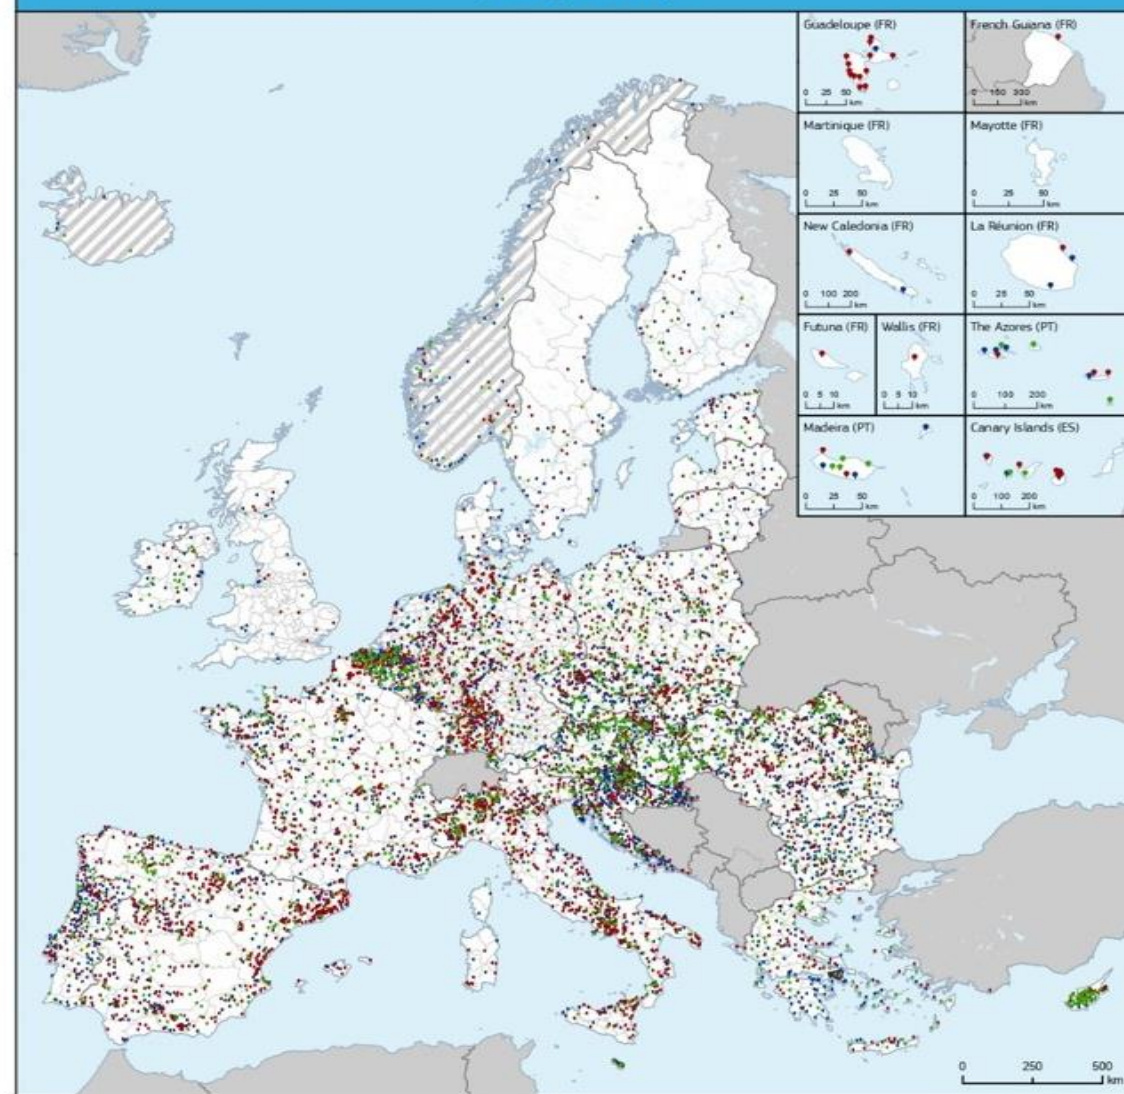 Guadeloupe (FR)
0 25 50
km
French Guiana (FR)
0 150 300
km
Martinique (FR)
0 25 50
km
Mayotte (FR)
0 25 50
km
New Caledonia (FR)
0 100 200
km
La Réunion (FR)
0 25 50
km
Futuna (FR)
0 5 10
km
Wallis (FR)
0 5 10
km
The Azores (PT)
0 100 200
km
Madeira (PT)
0 25 50
km
Canary Islands (ES)
0 100 200
km
0 250 500
km